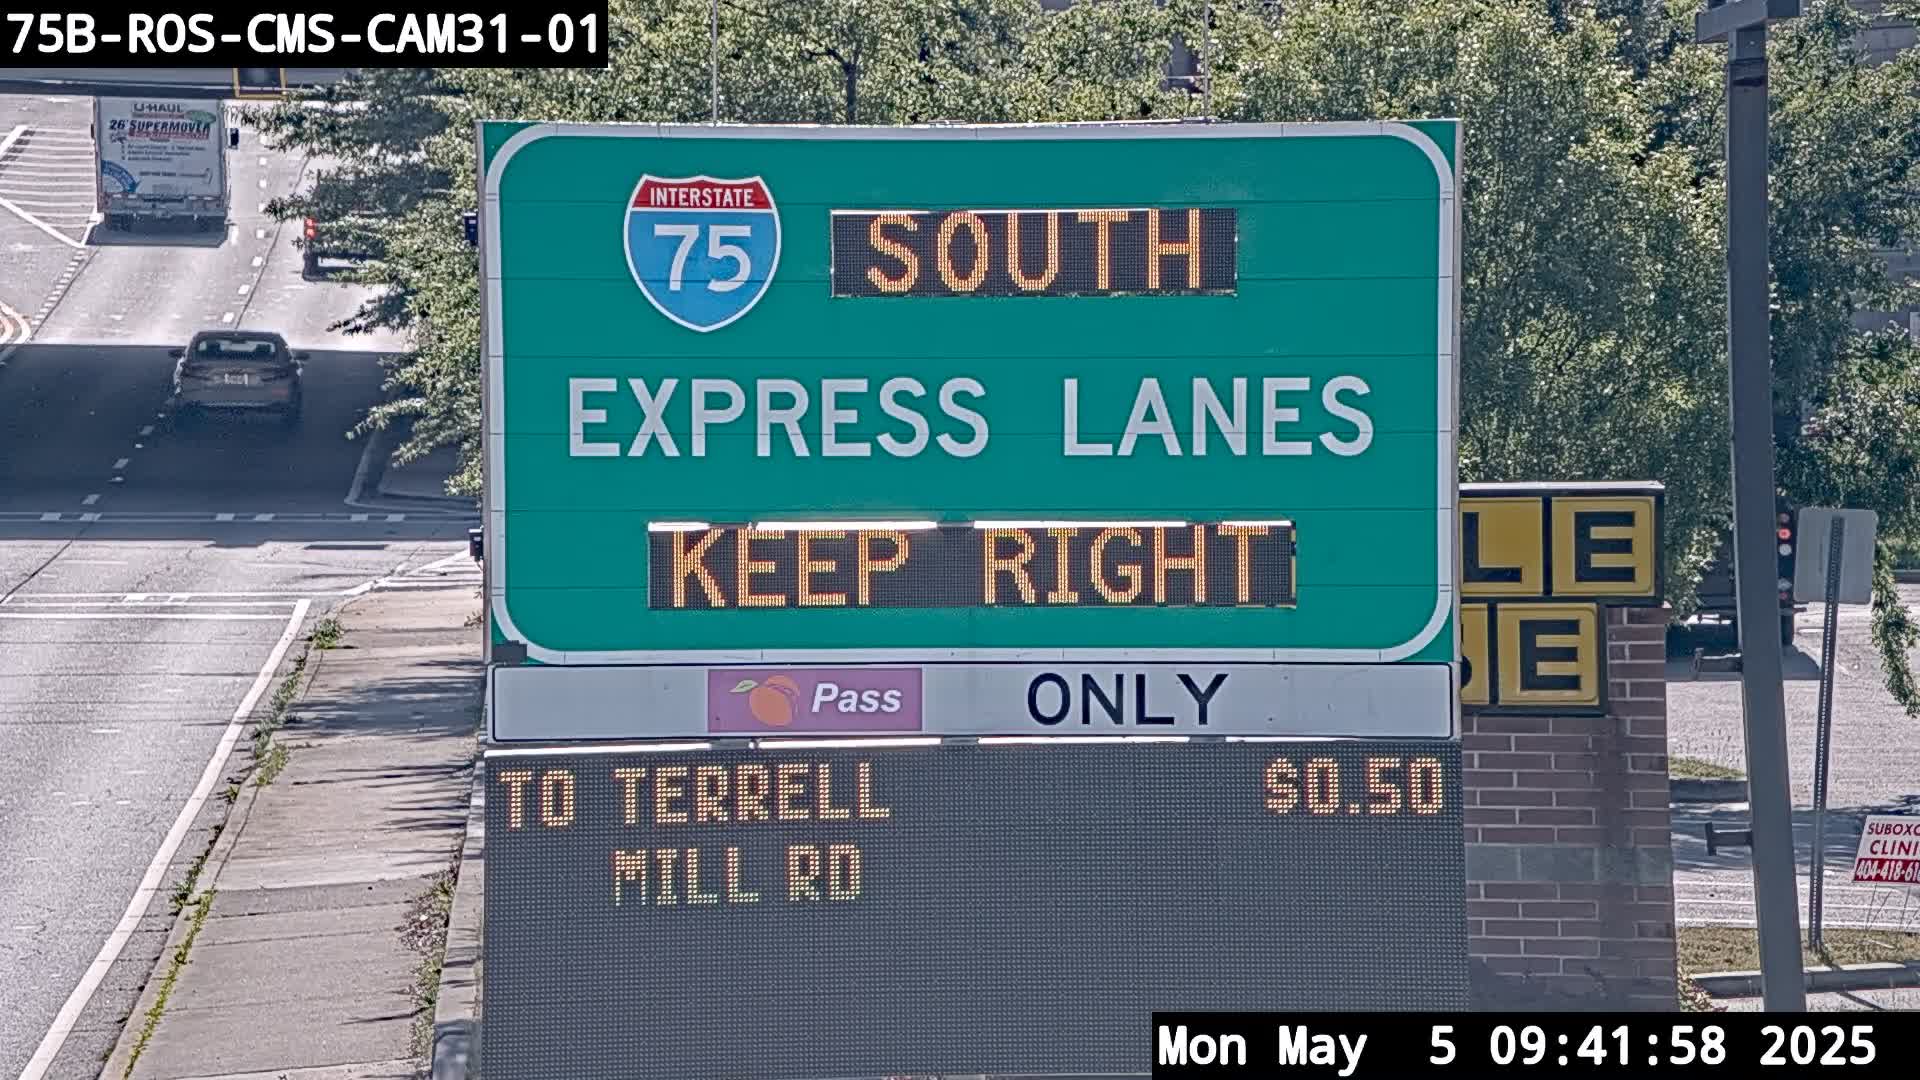 75B-ROS-CMS-CAM31-01
U-HAUL
26' SUPERMOVER
INTERSTATE
75
SOUTH
EXPRESS LANES
KEEP RIGHT
Pass ONLY
TO TERRELL $0.50
MILL RD
LE
E
SUBOXO
CLINI
404-418-61
Mon May 5 09:41:58 2025